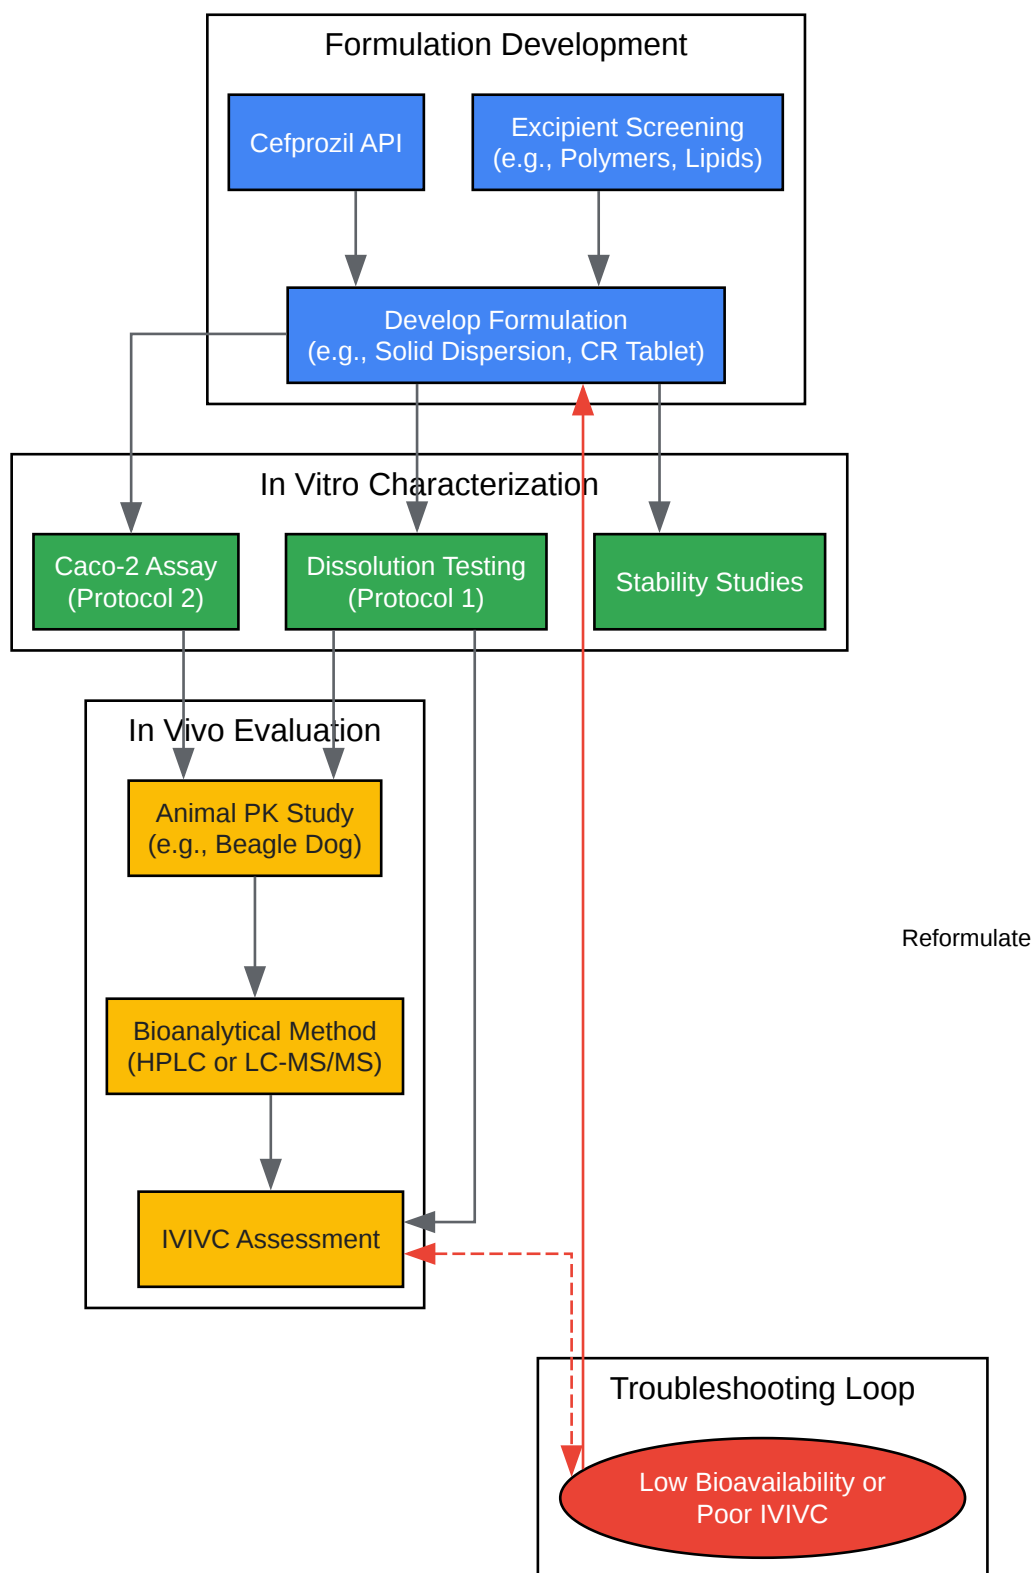 Formulation Development
Cefprozil API
Excipient Screening
(e.g., Polymers, Lipids)
Develop Formulation
(e.g., Solid Dispersion, CR Tablet)
In Vitro Characterization
Caco-2 Assay
(Protocol 2)
Dissolution Testing
(Protocol 1)
Stability Studies
In Vivo Evaluation
Animal PK Study
(e.g., Beagle Dog)
Reformulate
Bioanalytical Method
(HPLC or LC-MS/MS)
IVIVC Assessment
Troubleshooting Loop
Low Bioavailability or
Poor IVIVC